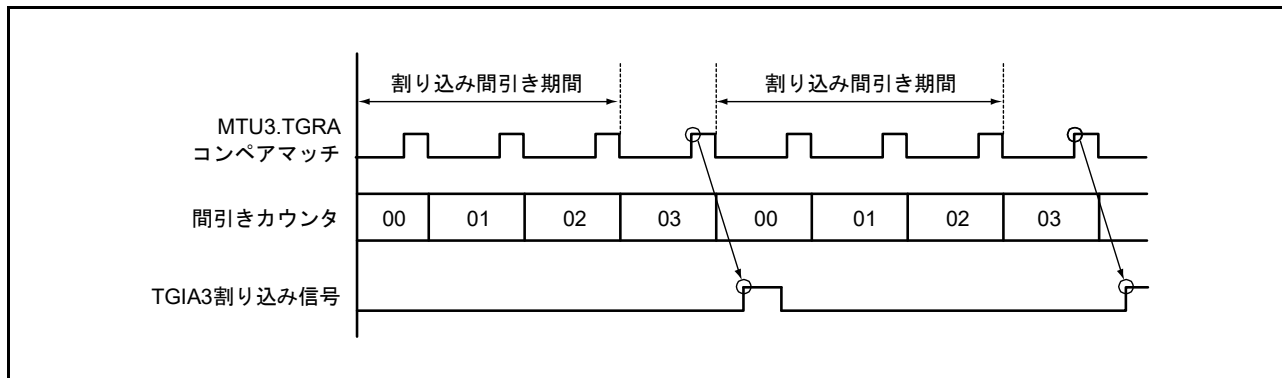 割り込み間引き期間 割り込み間引き期間
MTU3.TGRA
コンペアマッチ
間引きカウンタ 00 01 02 03 00 01 02 03
TGIA3割り込み信号